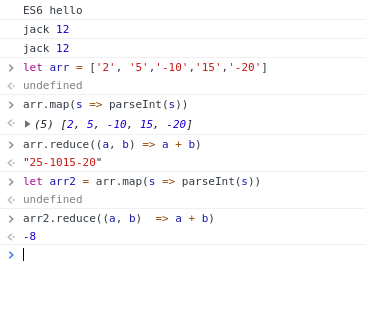 ES6 hello
jack 12
jack 12
> let arr = ['2', '5','-10','15','-20']
<· undefined
> arr.map(s => parseInt(s))
<· ▶ (5) [2, 5, -10, 15, -20]
> arr.reduce((a, b) => a + b)
<· "25-1015-20"
> let arr2 = arr.map(s => parseInt(s))
<· undefined
> arr2.reduce((a, b)  => a + b)
<· -8
>